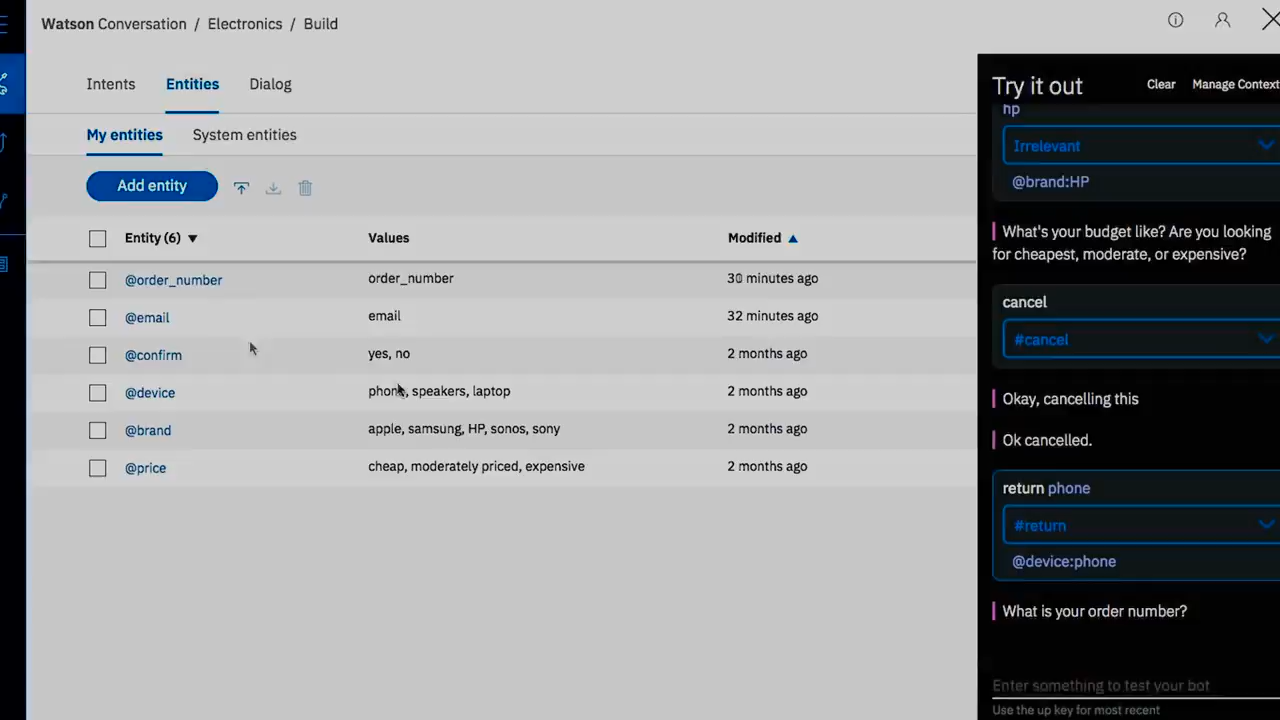 Watson Conversation / Electronics / Build
Intents Entities Dialog
My entities System entities
Add entity
Entity (6) Values Modified
@order_number order_number 30 minutes ago
@email email 32 minutes ago
@confirm yes, no 2 months ago
@device phone, speakers, laptop 2 months ago
@brand apple, samsung, HP, sonos, sony 2 months ago
@price cheap, moderately priced, expensive 2 months ago
Try it out Clear Manage Context
hp
Irrelevant
@brand:HP
What's your budget like? Are you looking
for cheapest, moderate, or expensive?
cancel
#cancel
Okay, cancelling this
Ok cancelled.
return phone
#return
@device:phone
What is your order number?
Enter something to test your bot
Use the up key for most recent